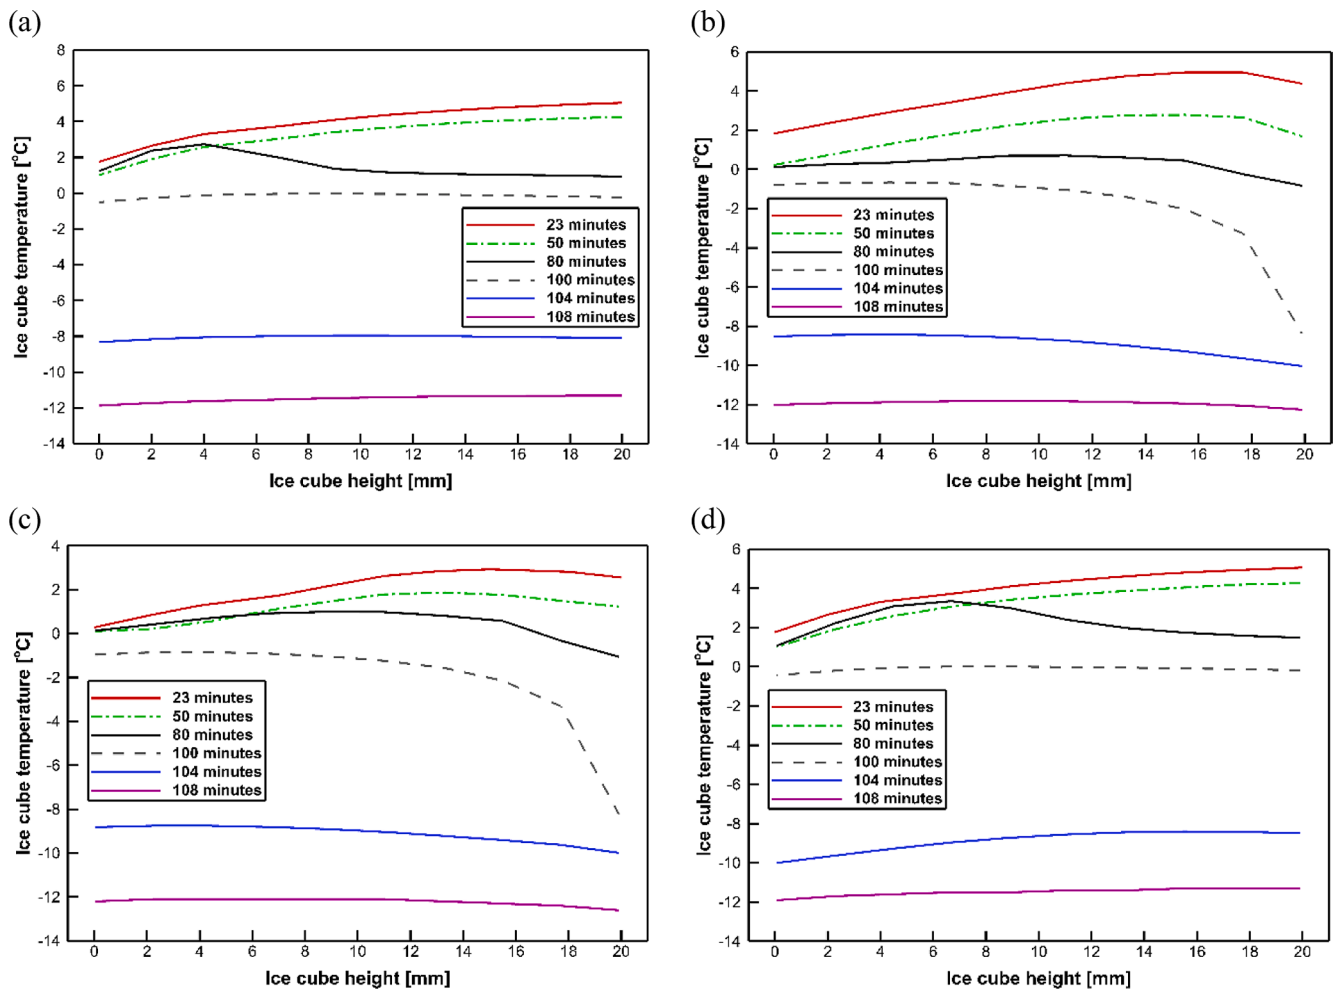 (a)
8
6
4
2
0
-2
-4
-6
-8
-10
-12
-14
Ice cube temperature [°C]
23 minutes
50 minutes
80 minutes
100 minutes
104 minutes
108 minutes
0 2 4 6 8 10 12 14 16 18 20
Ice cube height [mm]
(b)
6
4
2
0
-2
-4
-6
-8
-10
-12
-14
Ice cube temperature [°C]
23 minutes
50 minutes
80 minutes
100 minutes
104 minutes
108 minutes
0 2 4 6 8 10 12 14 16 18 20
Ice cube height [mm]
(c)
4
2
0
-2
-4
-6
-8
-10
-12
-14
Ice cube temperature [°C]
23 minutes
50 minutes
80 minutes
100 minutes
104 minutes
108 minutes
0 2 4 6 8 10 12 14 16 18 20
Ice cube height [mm]
(d)
6
4
2
0
-2
-4
-6
-8
-10
-12
-14
Ice cube temperature [°C]
23 minutes
50 minutes
80 minutes
100 minutes
104 minutes
108 minutes
0 2 4 6 8 10 12 14 16 18 20
Ice cube height [mm]